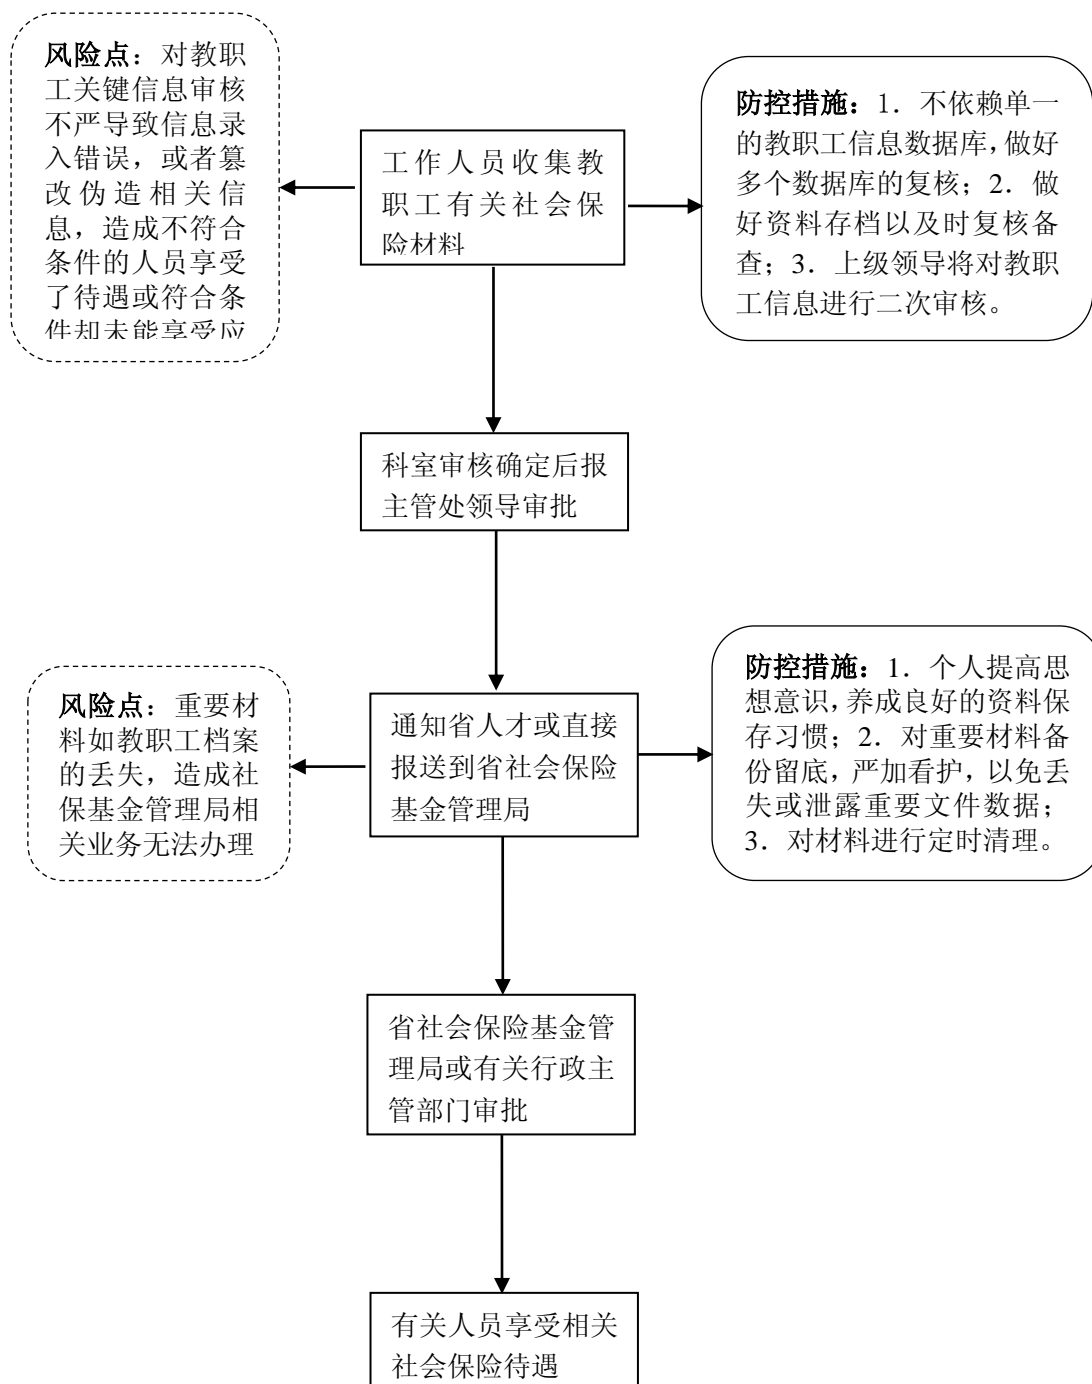 风险点：对教职
工关键信息审核
不严导致信息录
入错误，或者篡
改伪造相关信
息，造成不符合
条件的人员享受
了待遇或符合条
件却未能享受应
工作人员收集教
职工有关社会保
险材料
防控措施：1．不依赖单一
的教职工信息数据库，做好
多个数据库的复核；2．做
好资料存档以及时复核备
查；3．上级领导将对教职
工信息进行二次审核。
科室审核确定后报
主管处领导审批
风险点：重要材
料如教职工档案
的丢失，造成社
保基金管理局相
关业务无法办理
通知省人才或直接
报送到省社会保险
基金管理局
防控措施：1．个人提高思
想意识，养成良好的资料保
存习惯；2．对重要材料备
份留底，严加看护，以免丢
失或泄露重要文件数据；
3．对材料进行定时清理。
省社会保险基金管
理局或有关行政主
管部门审批
有关人员享受相关
社会保险待遇